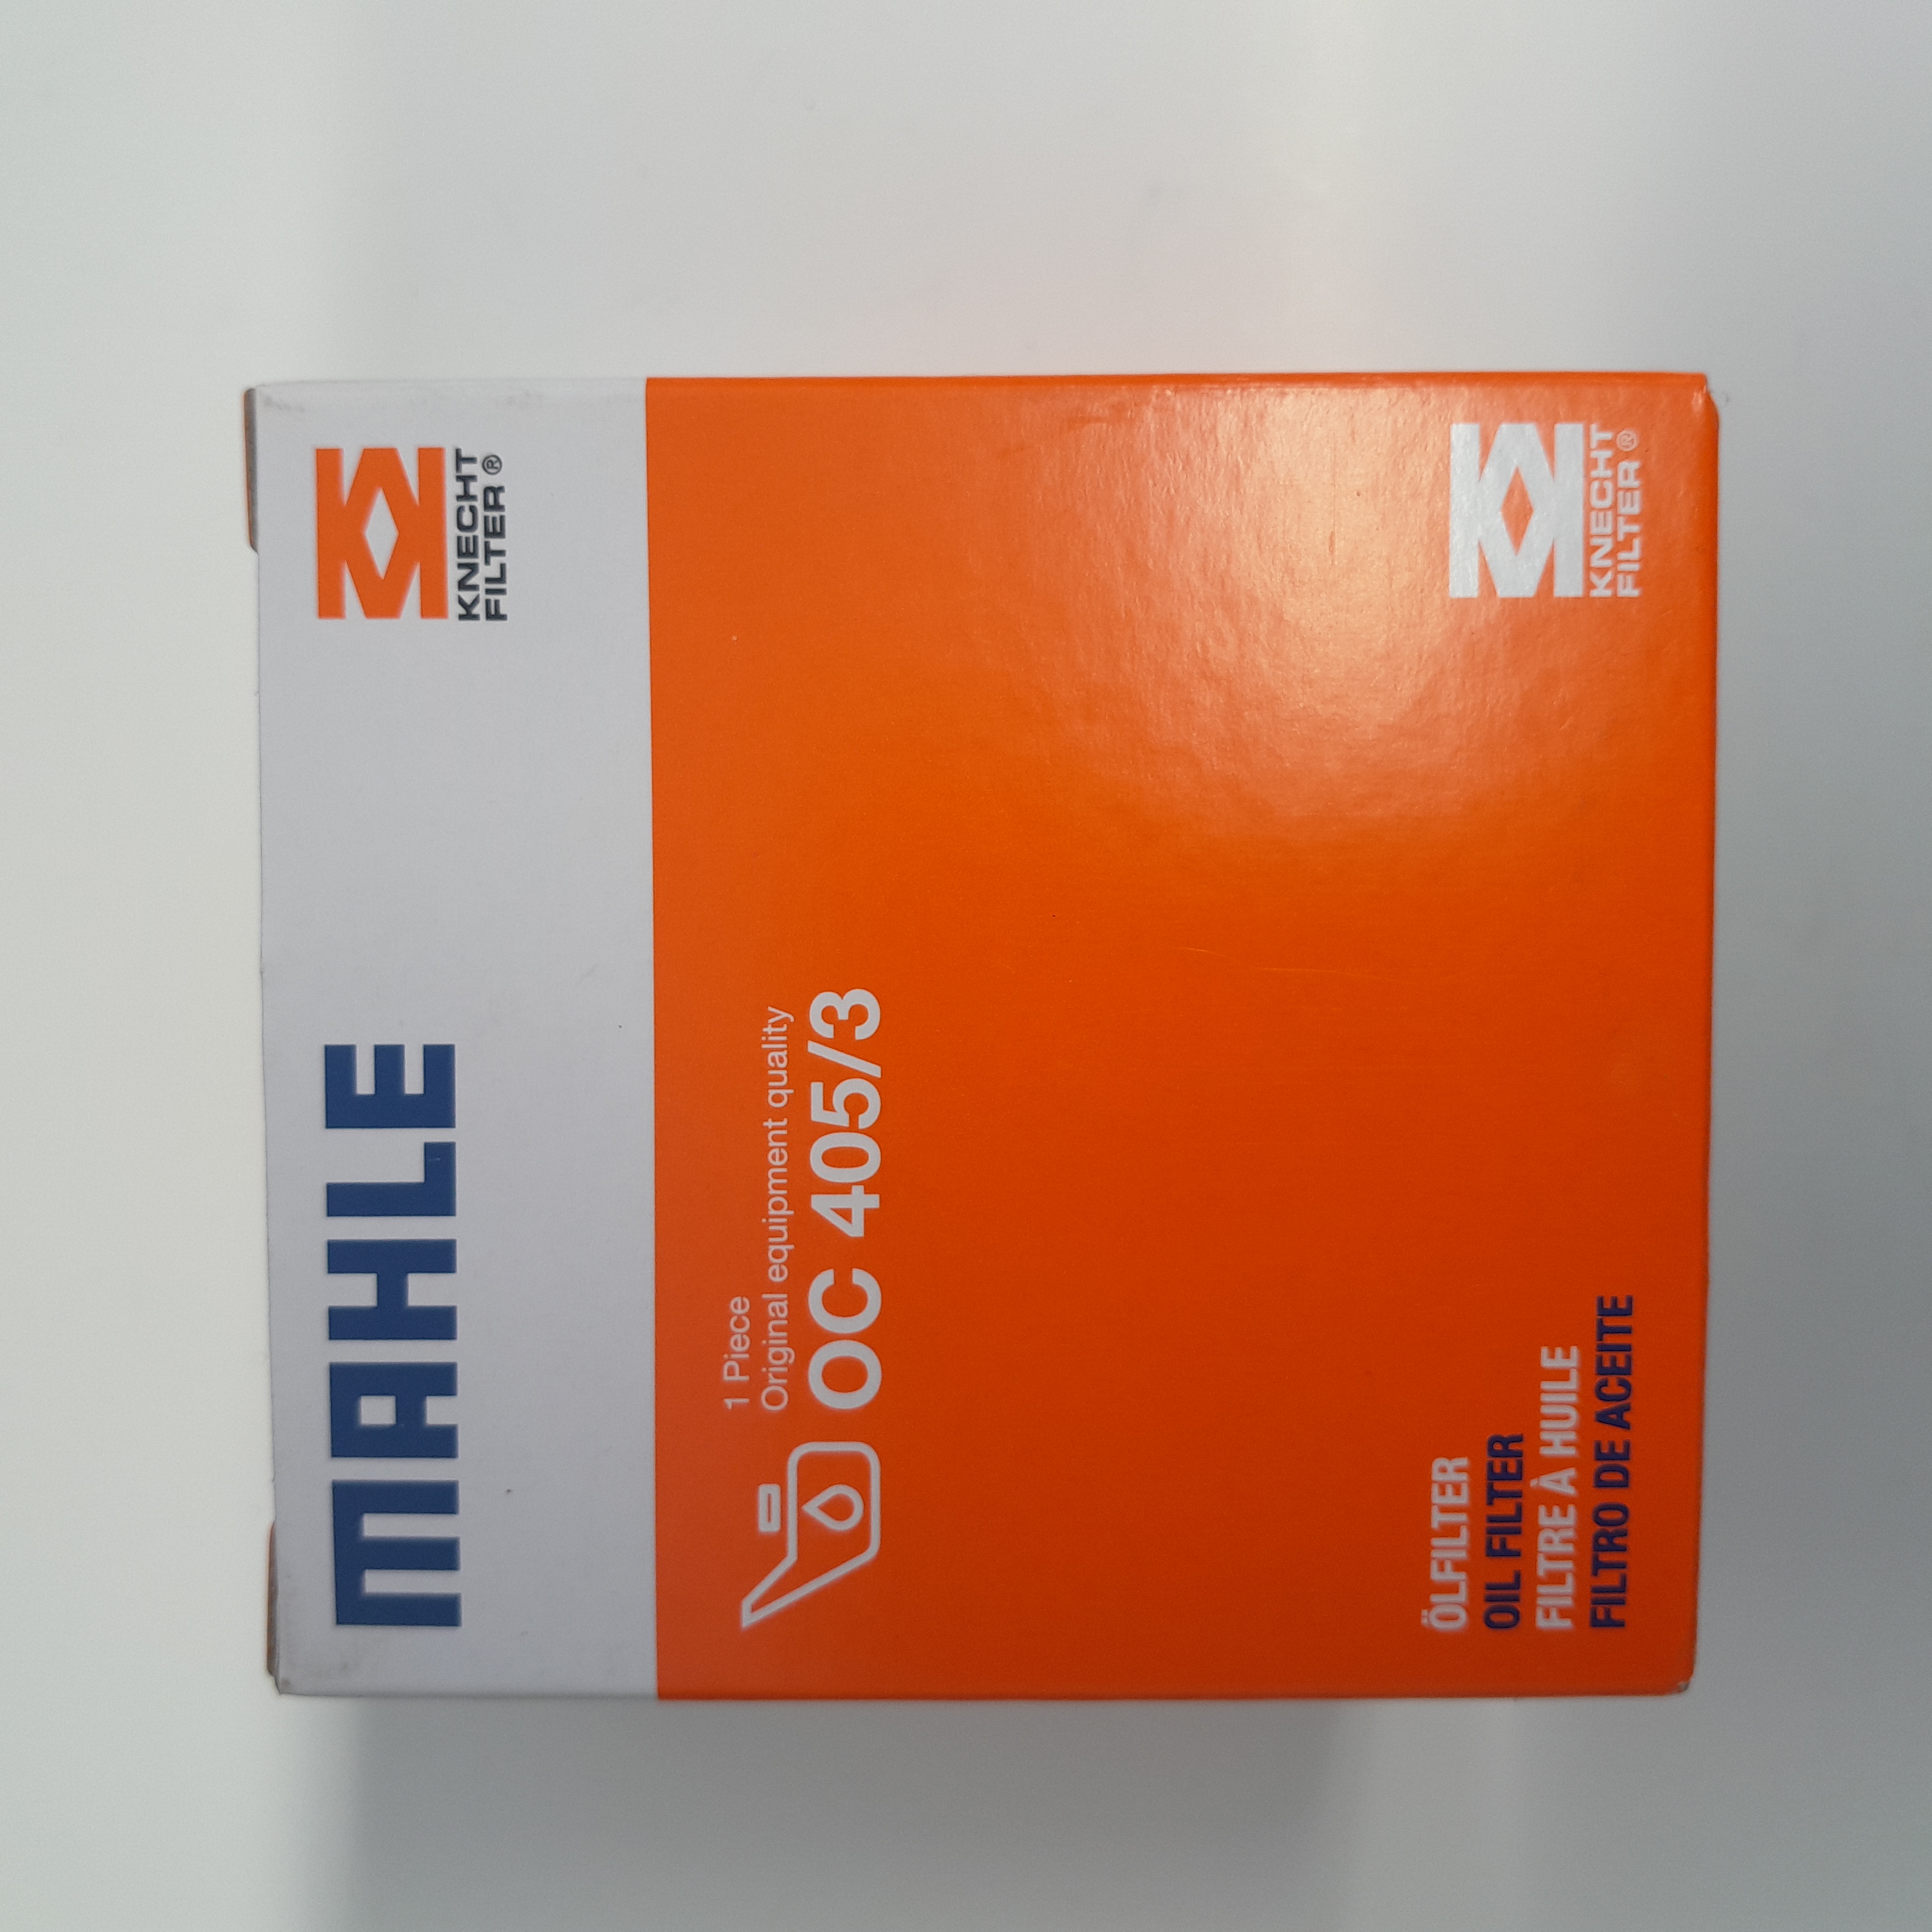 MAHLE
KNECHT
FILTER®
1 Piece
Original equipment quality
OC 405/3
ÖLFILTER
OIL FILTER
FILTRE À HUILE
FILTRO DE ACEITE
KNECHT
FILTER®